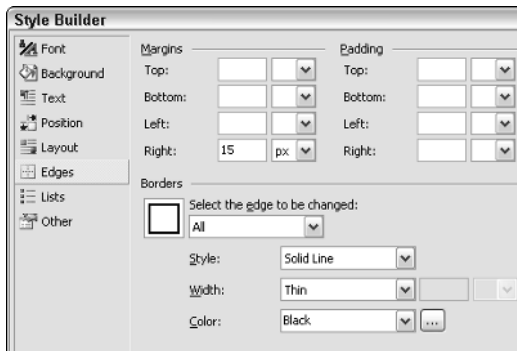 Style Builder
Font
Background
Text
Position
Layout
Edges
Lists
Other
Margins
Top:
Bottom:
Left:
Right: 15 px
Padding
Top:
Bottom:
Left:
Right:
Borders
Select the edge to be changed:
All
Style: Solid Line
Width: Thin
Color: Black ...